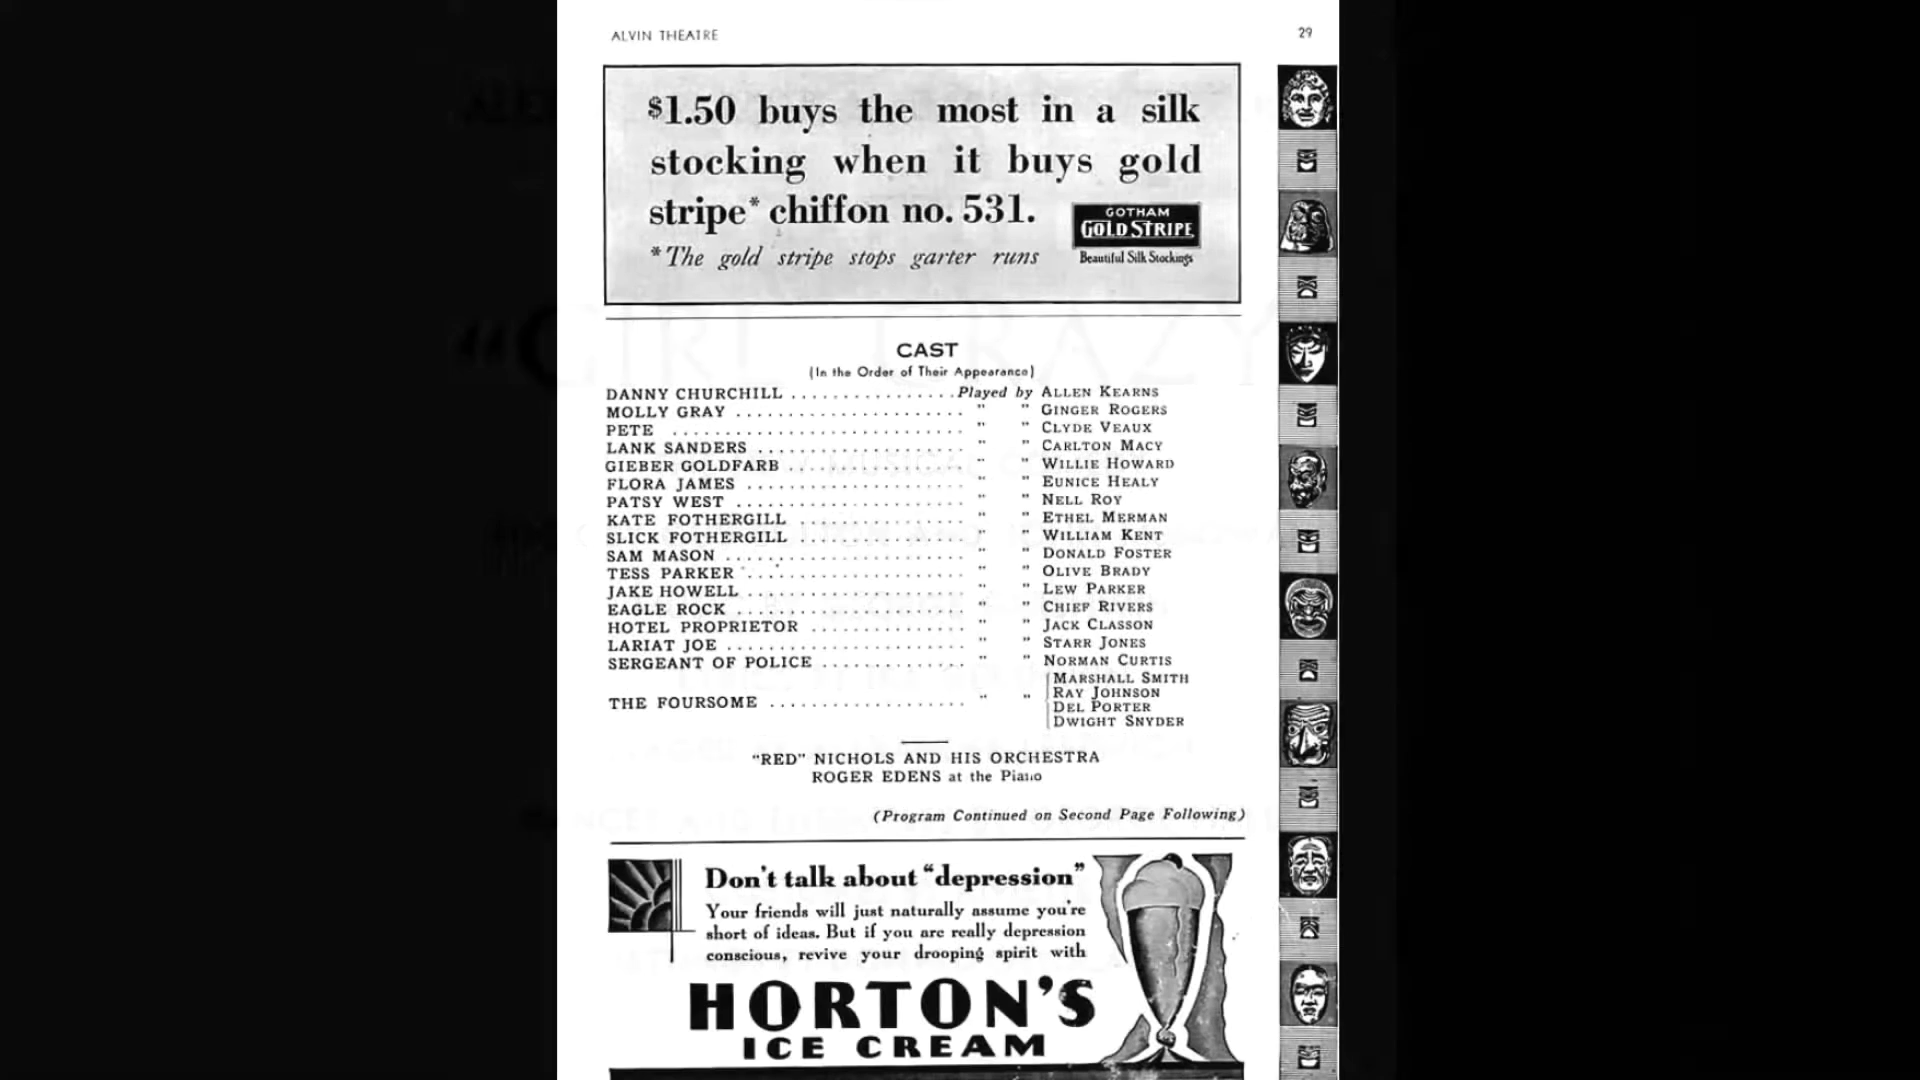 ALVIN THEATRE 29
$1.50 buys the most in a silk
stocking when it buys gold
stripe* chiffon no. 531.
*The gold stripe stops garter runs
GOTHAM
GOLD STRIPE
Beautiful Silk Stockings
"GIRL CRAZY
CAST
(In the Order of Their Appearance)
DANNY CHURCHILL ................ Played by ALLEN KEARNS
MOLLY GRAY ...................... " " GINGER ROGERS
PETE ............................ " " CLYDE VEAUX
LANK SANDERS .................... " " CARLTON MACY
GIEBER GOLDFARB ................. " " WILLIE HOWARD
FLORA JAMES ..................... " " EUNICE HEALY
PATSY WEST ...................... " " NELL ROY
KATE FOTHERGILL ................. " " ETHEL MERMAN
SLICK FOTHERGILL ................ " " WILLIAM KENT
SAM MASON ....................... " " DONALD FOSTER
TESS PARKER ..................... " " OLIVE BRADY
JAKE HOWELL ..................... " " LEW PARKER
EAGLE ROCK ...................... " " CHIEF RIVERS
HOTEL PROPRIETOR ............... " " JACK CLASSON
LARIAT JOE ....................... " " STARR JONES
SERGEANT OF POLICE .............. " " NORMAN CURTIS
MARSHALL SMITH
RAY JOHNSON
THE FOURSOME ................... " " DEL PORTER
DWIGHT SNYDER
"RED" NICHOLS AND HIS ORCHESTRA
ROGER EDENS at the Piano
(Program Continued on Second Page Following)
Don't talk about "depression"
Your friends will just naturally assume you're
short of ideas. But if you are really depression
conscious, revive your drooping spirit with
HORTON'S
ICE CREAM